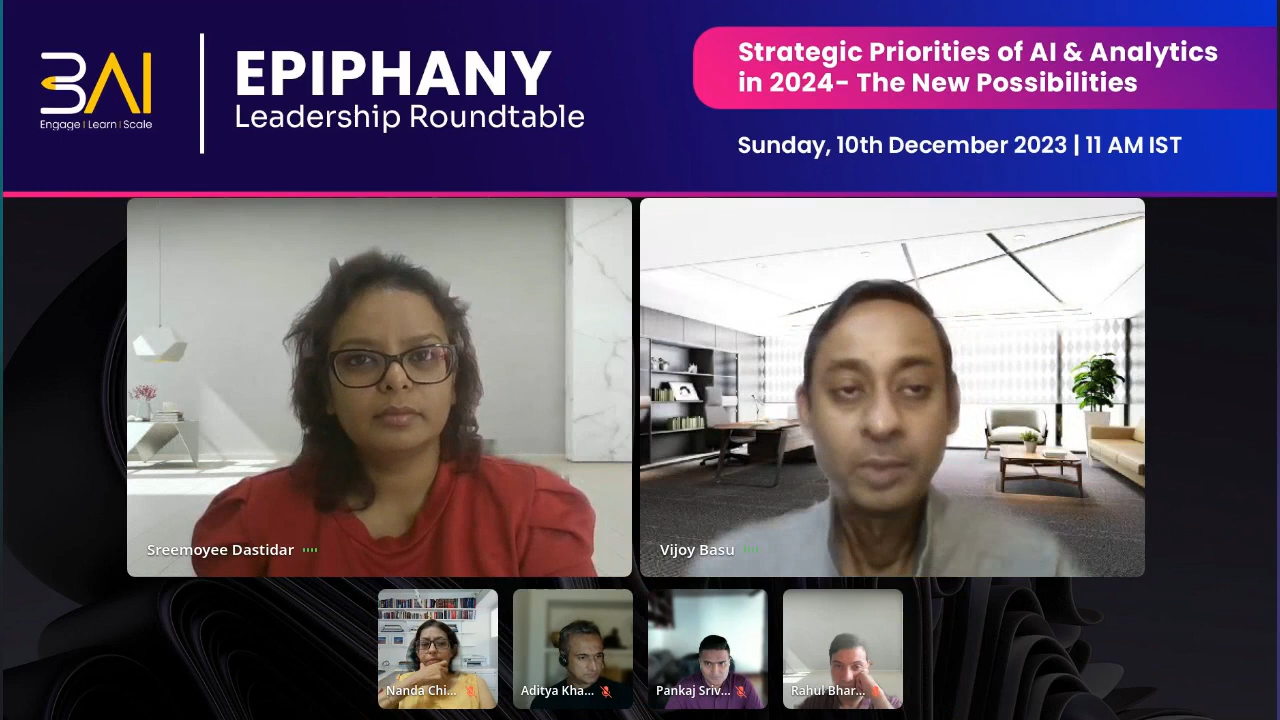 3AI
Engage | Learn | Scale
EPIPHANY
Leadership Roundtable
Strategic Priorities of AI & Analytics
in 2024- The New Possibilities
Sunday, 10th December 2023 | 11 AM IST
Sreemoyee Dastidar
Vijoy Basu
Nanda Chi...
Aditya Kha...
Pankaj Sriv...
Rahul Bhar...